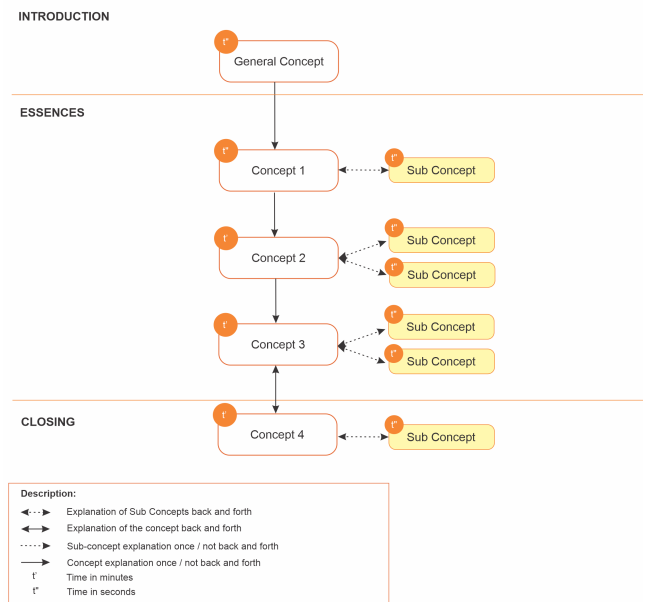 INTRODUCTION
t"
General Concept
ESSENCES
t"
Concept 1
t"
Sub Concept
t'
Concept 2
t"
Sub Concept
t"
Sub Concept
t'
Concept 3
t"
Sub Concept
t"
Sub Concept
CLOSING
t'
Concept 4
t"
Sub Concept
Description:
Explanation of Sub Concepts back and forth
Explanation of the concept back and forth
Sub-concept explanation once / not back and forth
Concept explanation once / not back and forth
t' Time in minutes
t" Time in seconds